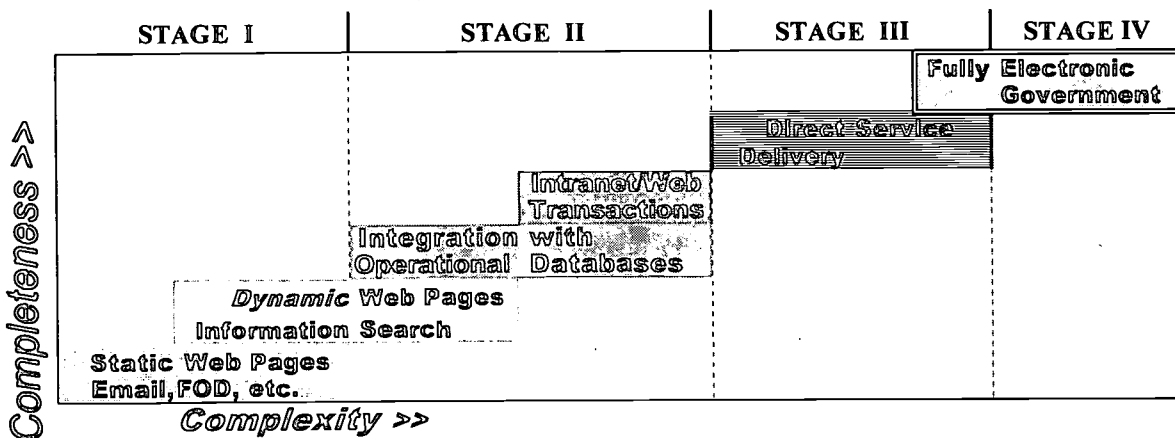 STAGE I STAGE II STAGE III STAGE IV
Fully Electronic
Government
Direct Service
Delivery
Intranet/Web
Transactions
Integration with
Operational Databases
Dynamic Web Pages
Information Search
Static Web Pages
Email, FOD, etc.
Completeness >>
Complexity >>